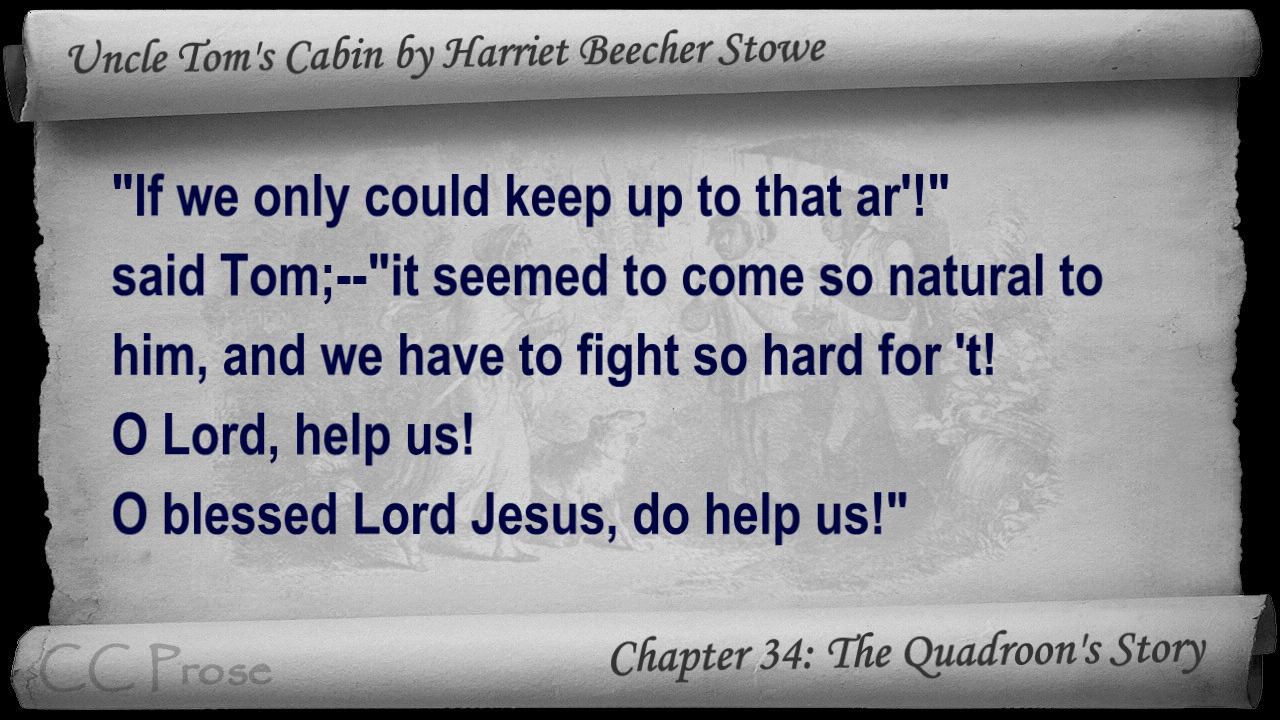 Uncle Tom's Cabin by Harriet Beecher Stowe
"If we only could keep up to that ar'!"
said Tom;--"it seemed to come so natural to
him, and we have to fight so hard for 't!
O Lord, help us!
O blessed Lord Jesus, do help us!"
CC Prose
Chapter 34: The Quadroon's Story